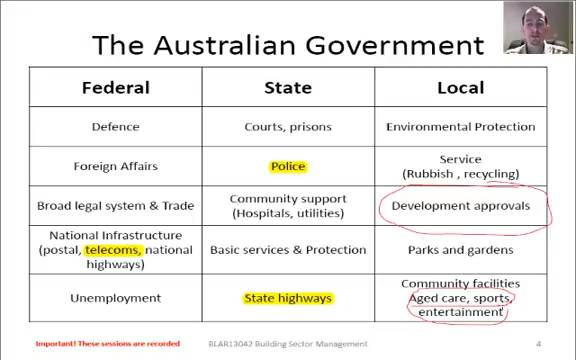 The Australian Government
Federal State Local
Defence Courts, prisons Environmental Protection
Foreign Affairs Police Service
(Rubbish , recycling)
Broad legal system & Trade Community support
(Hospitals, utilities) Development approvals
National Infrastructure
(postal, telecoms, national
highways) Basic services & Protection Parks and gardens
Unemployment State highways Community facilities
Aged care, sports,
entertainment
Important! These sessions are recorded BLAR13042 Building Sector Management 4